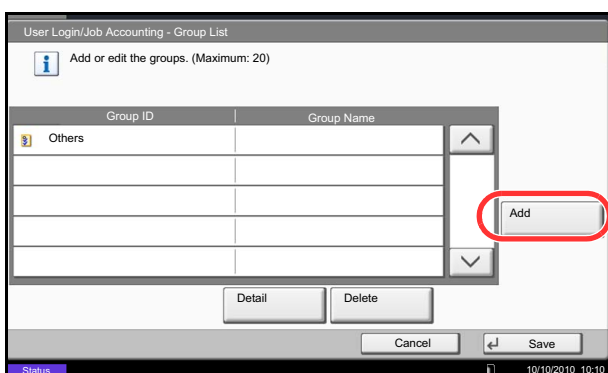 User Login/Job Accounting - Group List
Add or edit the groups. (Maximum: 20)
Group ID Group Name
Others
Add
Detail Delete
Cancel Save
Status 10/10/2010 10:10